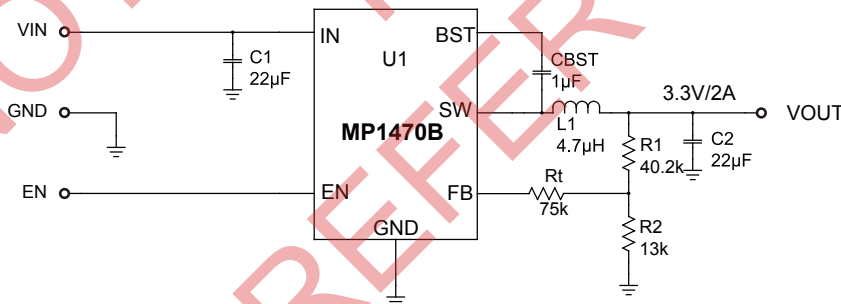 VIN
IN
U1
BST
C1
22µF
CBST
1µF
GND
SW
3.3V/2A
VOUT
MP1470B
L1
4.7µH
R1
40.2k
C2
22µF
EN
EN
FB
Rt
75k
GND
R2
13k
REFER